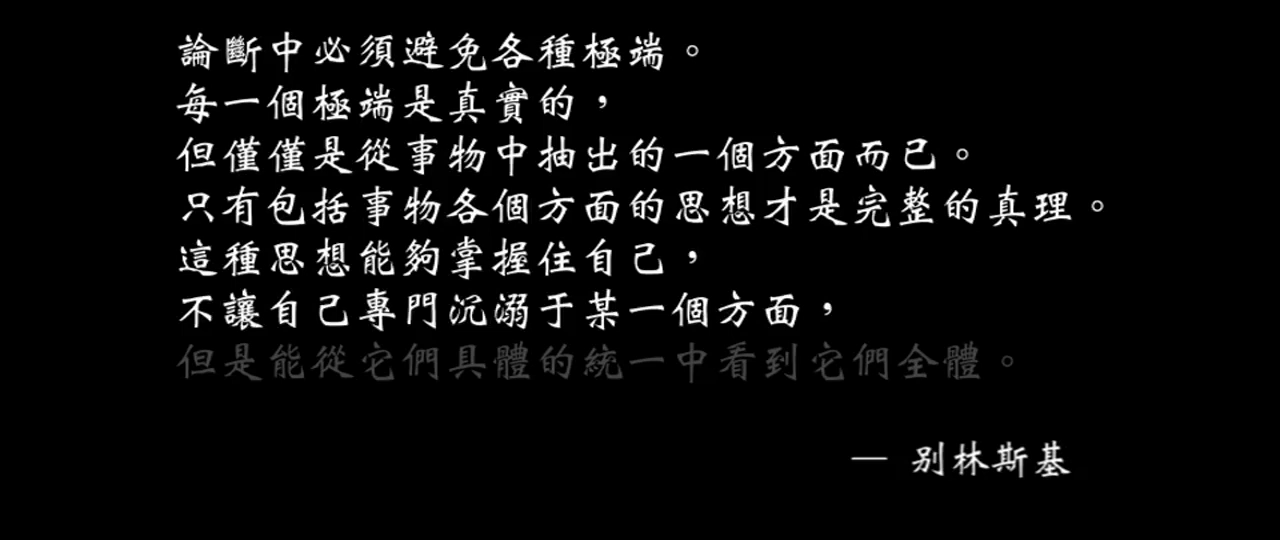 論斷中必須避免各種極端。
每一個極端是真實的，
但僅僅是從事物中抽出的一個方面而已。
只有包括事物各個方面的思想才是完整的真理。
這種思想能夠掌握住自己，
不讓自己專門沉溺于某一個方面，
但是能從它們具體的統一中看到它們全體。
— 別林斯基